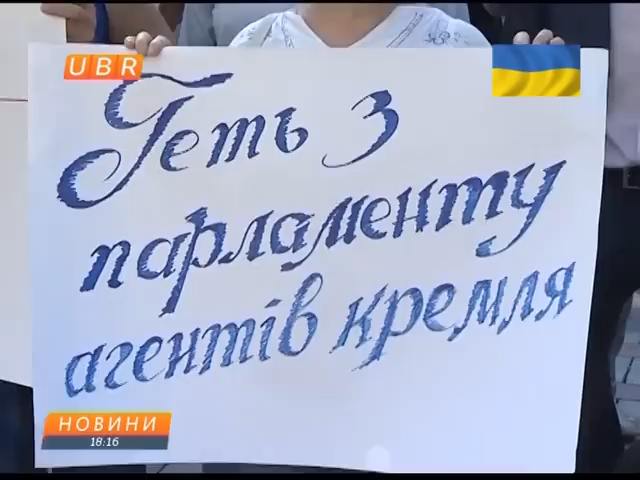 UBR
Геть з
парламенту
агентів кремля
НОВИНИ
18:16